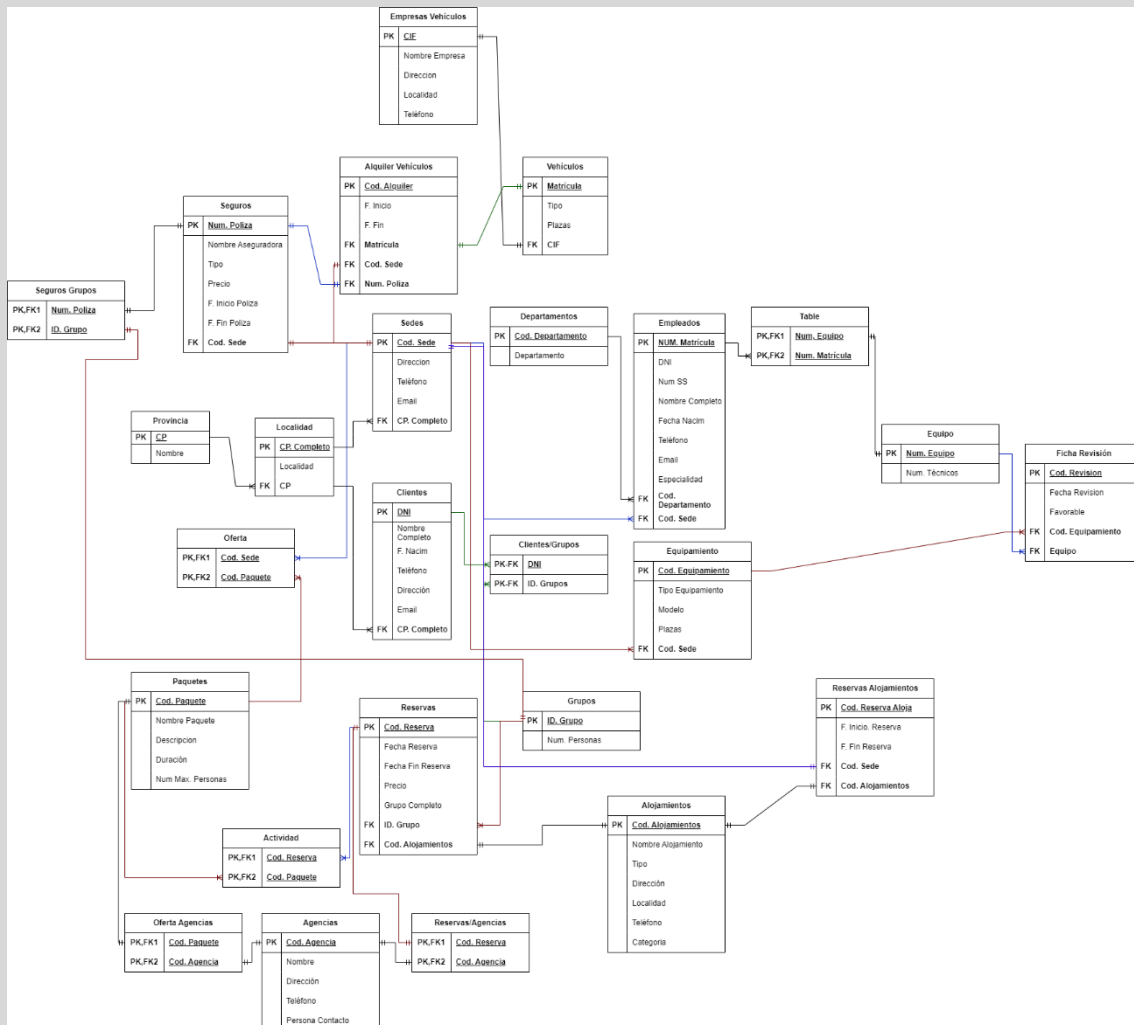 Empresas Vehículos
PK CIF
Nombre Empresa
Direccion
Localidad
Teléfono
Alquiler Vehículos
PK Cod. Alquiler
F. Inicio
F. Fin
FK Matrícula
FK Cod. Sede
FK Num. Poliza
Vehículos
PK Matrícula
Tipo
Plazas
FK CIF
Seguros
PK Num. Poliza
Nombre Aseguradora
Tipo
Precio
F. Inicio Poliza
F. Fin Poliza
FK Cod. Sede
Seguros Grupos
PK,FK1 Num. Poliza
PK,FK2 ID. Grupo
Sedes
PK Cod. Sede
Direccion
Teléfono
Email
FK CP. Completo
Departamentos
PK Cod. Departamento
Departamento
Empleados
PK NUM. Matrícula
DNI
Num SS
Nombre Completo
Fecha Nacim
Teléfono
Email
Especialidad
FK Cod.
Departamento
FK Cod. Sede
Table
PK,FK1 Num, Equipo
PK,FK2 Num. Matrícula
Provincia
PK CP
Nombre
Localidad
PK CP. Completo
Localidad
FK CP
Equipo
PK Num. Equipo
Num. Técnicos
Ficha Revisión
PK Cod. Revision
Fecha Revision
Favorable
FK Cod. Equipamiento
FK Equipo
Clientes
PK DNI
Nombre
Completo
F. Nacim
Teléfono
Dirección
Email
FK CP. Completo
Oferta
PK,FK1 Cod. Sede
PK,FK2 Cod. Paquete
Clientes/Grupos
PK-FK DNI
PK-FK ID. Grupos
Equipamiento
PK Cod. Equipamiento
Tipo Equipamiento
Modelo
Plazas
FK Cod. Sede
Paquetes
PK Cod. Paquete
Nombre Paquete
Descripcion
Duración
Num Max. Personas
Reservas
PK Cod. Reserva
Fecha Reserva
Fecha Fin Reserva
Precio
Grupo Completo
FK ID. Grupo
FK Cod. Alojamientos
Grupos
PK ID. Grupo
Num. Personas
Reservas Alojamientos
PK Cod. Reserva Aloja
F. Inicio. Reserva
F. Fin Reserva
FK Cod. Sede
FK Cod. Alojamientos
Alojamientos
PK Cod. Alojamientos
Nombre Alojamiento
Tipo
Dirección
Localidad
Teléfono
Categoria
Actividad
PK,FK1 Cod. Reserva
PK,FK2 Cod. Paquete
Oferta Agencias
PK,FK1 Cod. Paquete
PK,FK2 Cod. Agencia
Agencias
PK Cod. Agencia
Nombre
Dirección
Teléfono
Persona Contacto
Reservas/Agencias
PK,FK1 Cod. Reserva
PK,FK2 Cod. Agencia